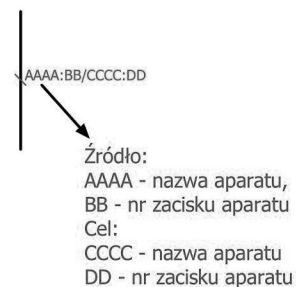 AAAA:BB/CCCC:DD
Źródło:
AAAA - nazwa aparatu,
BB - nr zacisku aparatu
Cel:
CCCC - nazwa aparatu
DD - nr zacisku aparatu